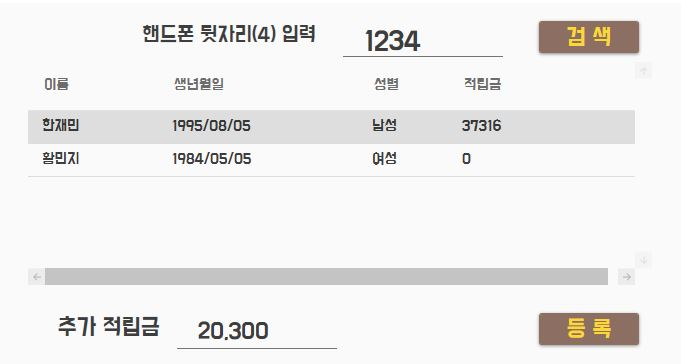 핸드폰 뒷자리(4) 입력 1234 검 색
이름 생년월일 성별 적립금
한재민 1995/08/05 남성 37316
황민지 1984/05/05 여성 0
추가 적립금 20,300 등 록